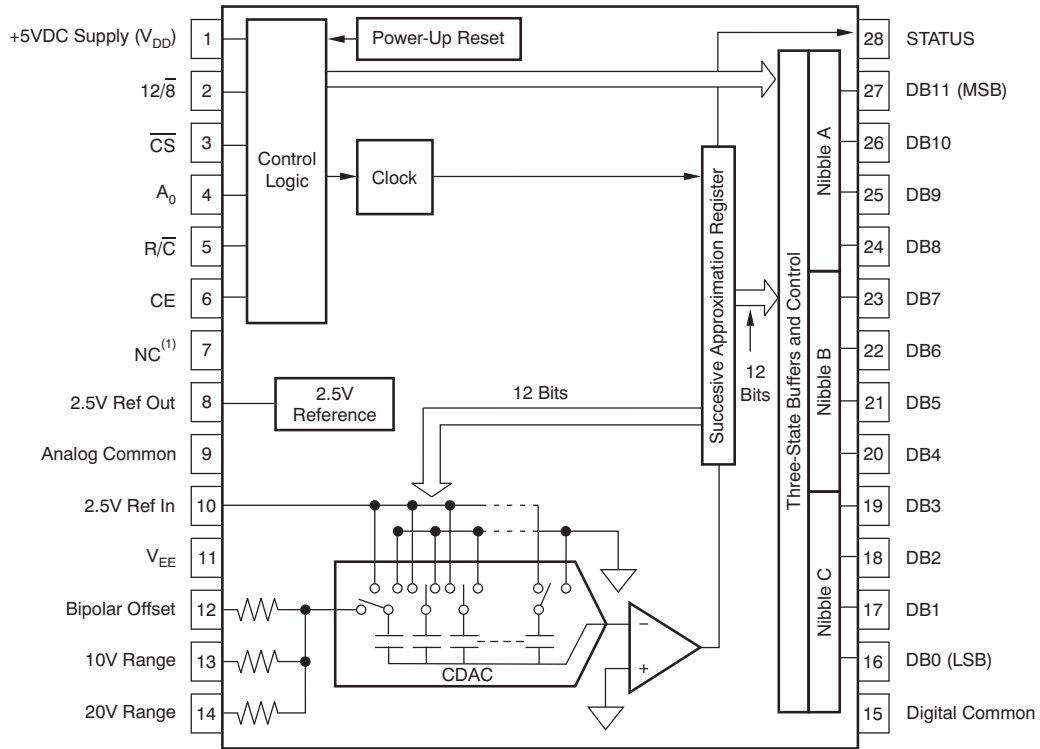 +5VDC Supply (V_DD)
1
12/8̅
2
C̅S̅
3
A₀
4
R/C̅
5
CE
6
NC⁽¹⁾
7
2.5V Ref Out
8
Analog Common
9
2.5V Ref In
10
V_EE
11
Bipolar Offset
12
10V Range
13
20V Range
14
Control
Logic
Power-Up Reset
Clock
2.5V
Reference
12 Bits
CDAC
−
+
Succesive Approximation Register
12
Bits
Three-State Buffers and Control
Nibble A
Nibble B
Nibble C
28
STATUS
27
DB11 (MSB)
26
DB10
25
DB9
24
DB8
23
DB7
22
DB6
21
DB5
20
DB4
19
DB3
18
DB2
17
DB1
16
DB0 (LSB)
15
Digital Common